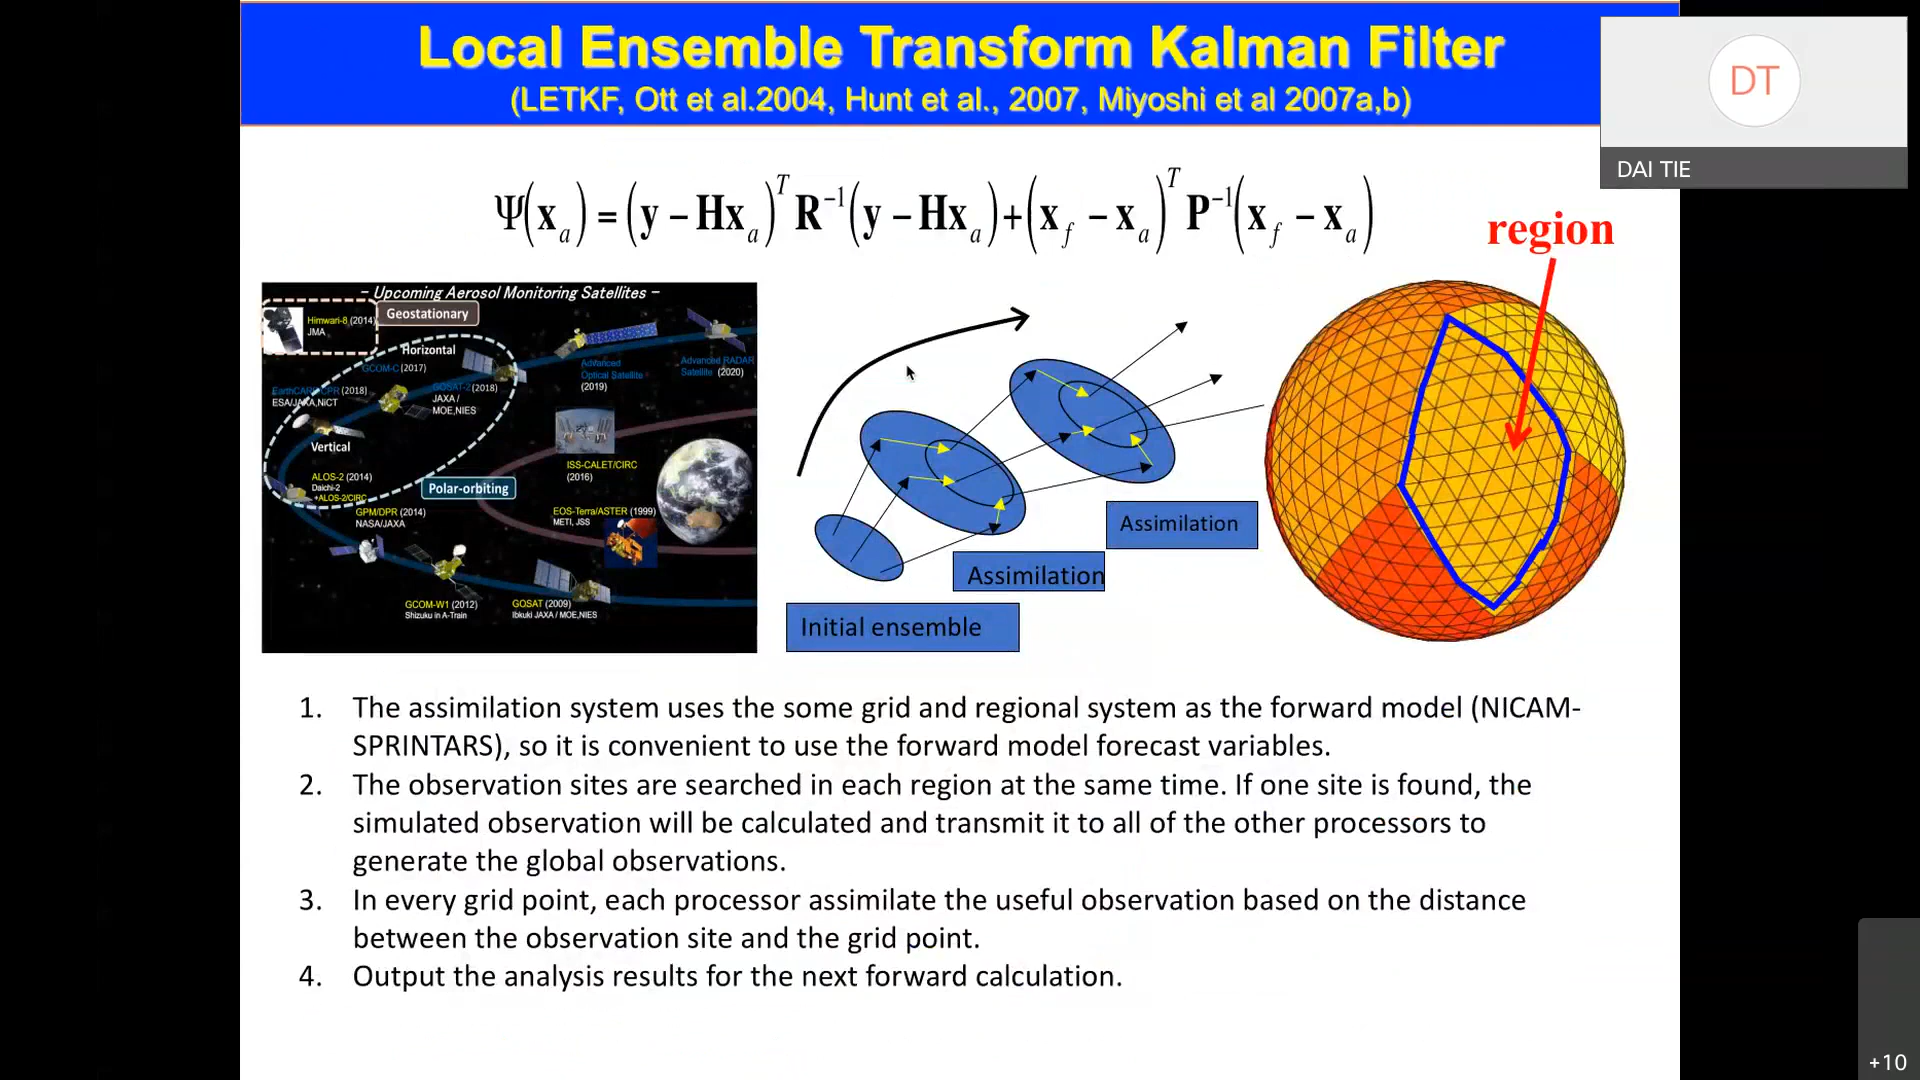 Local Ensemble Transform Kalman Filter
(LETKF, Ott et al.2004, Hunt et al., 2007, Miyoshi et al 2007a,b)
DT
DAI TIE
Ψ(x_a) = (y − Hx_a)^T R^−1 (y − Hx_a) + (x_f − x_a)^T P^−1 (x_f − x_a)
region
– Upcoming Aerosol Monitoring Satellites –
Himwari-8 (2014)
JMA
Geostationary
Horizontal
GCOM-C (2017)
EarthCARE/CPR (2018)
ESA/JAXA,NICT
GOSAT-2 (2018)
JAXA /
MOE,NIES
Advanced
Optical Satellite
(2019)
Advanced RADAR
Satellite (2020)
Vertical
ALOS-2 (2014)
Daichi-2
+ALOS-2/CIRC
Polar-orbiting
ISS-CALET/CIRC
(2016)
GPM/DPR (2014)
NASA/JAXA
EOS-Terra/ASTER (1999)
METI, JSS
GCOM-W1 (2012)
Shizuku in A-Train
GOSAT (2009)
Ibkuki JAXA / MOE,NIES
Assimilation
Assimilation
Initial ensemble
1. The assimilation system uses the some grid and regional system as the forward model (NICAM-
SPRINTARS), so it is convenient to use the forward model forecast variables.
2. The observation sites are searched in each region at the same time. If one site is found, the
simulated observation will be calculated and transmit it to all of the other processors to
generate the global observations.
3. In every grid point, each processor assimilate the useful observation based on the distance
between the observation site and the grid point.
4. Output the analysis results for the next forward calculation.
+10